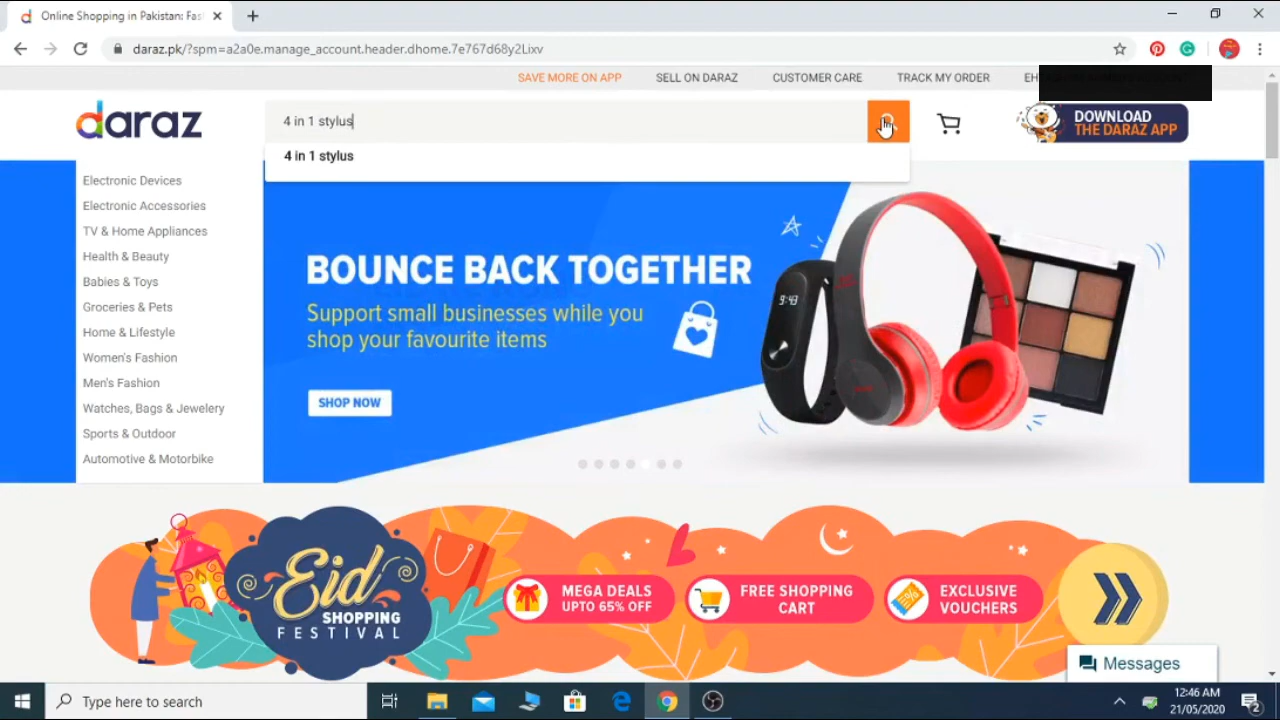 Online Shopping in Pakistan: Fas
daraz.pk/?spm=a2a0e.manage_account.header.dhome.7e767d68y2Lixv
SAVE MORE ON APP
SELL ON DARAZ
CUSTOMER CARE
TRACK MY ORDER
daraz
4 in 1 stylus
DOWNLOAD
THE DARAZ APP
4 in 1 stylus
Electronic Devices
Electronic Accessories
TV & Home Appliances
Health & Beauty
Babies & Toys
Groceries & Pets
Home & Lifestyle
Women's Fashion
Men's Fashion
Watches, Bags & Jewelery
Sports & Outdoor
Automotive & Motorbike
BOUNCE BACK TOGETHER
Support small businesses while you
shop your favourite items
SHOP NOW
9:43
Eid
SHOPPING
FESTIVAL
MEGA DEALS
UPTO 65% OFF
FREE SHOPPING
CART
EXCLUSIVE
VOUCHERS
Messages
Type here to search
12:46 AM
21/05/2020
2